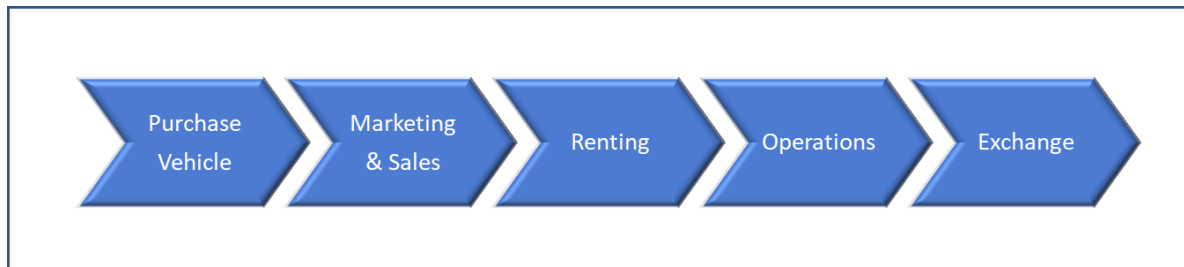 Purchase
Vehicle
Marketing
& Sales
Renting
Operations
Exchange